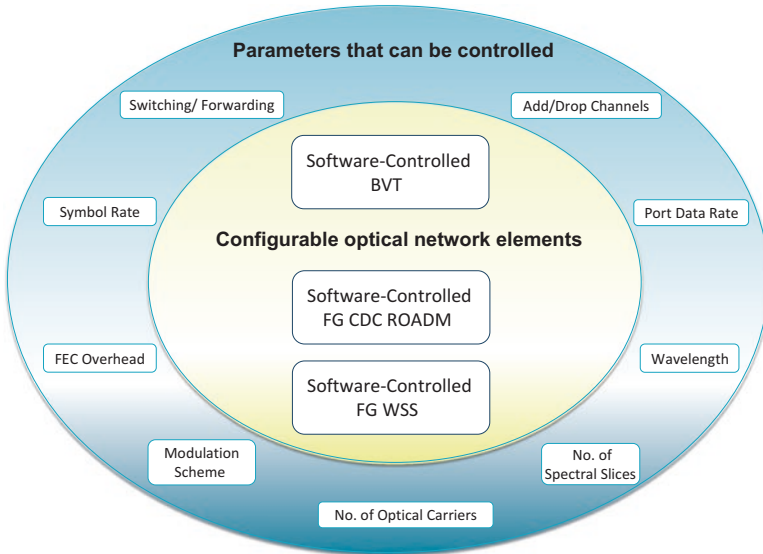 Parameters that can be controlled
Switching/ Forwarding
Add/Drop Channels
Software-Controlled
BVT
Symbol Rate
Port Data Rate
Configurable optical network elements
Software-Controlled
FG CDC ROADM
FEC Overhead
Wavelength
Software-Controlled
FG WSS
Modulation
Scheme
No. of
Spectral Slices
No. of Optical Carriers